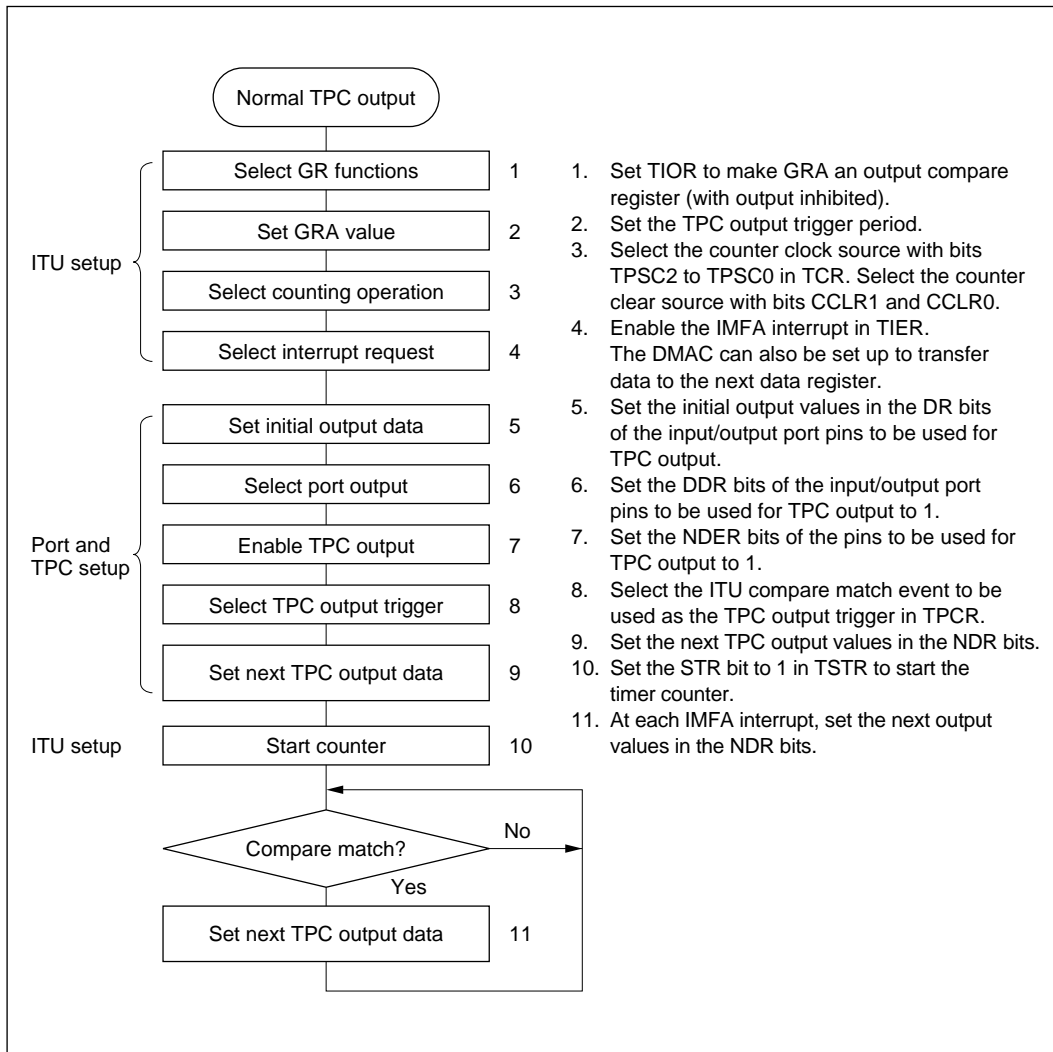 Normal TPC output
ITU setup
Select GR functions 1
Set GRA value 2
Select counting operation 3
Select interrupt request 4
Port and
TPC setup
Set initial output data 5
Select port output 6
Enable TPC output 7
Select TPC output trigger 8
Set next TPC output data 9
ITU setup
Start counter 10
Compare match?
No
Yes
Set next TPC output data 11
1. Set TIOR to make GRA an output compare
register (with output inhibited).
2. Set the TPC output trigger period.
3. Select the counter clock source with bits
TPSC2 to TPSC0 in TCR. Select the counter
clear source with bits CCLR1 and CCLR0.
4. Enable the IMFA interrupt in TIER.
The DMAC can also be set up to transfer
data to the next data register.
5. Set the initial output values in the DR bits
of the input/output port pins to be used for
TPC output.
6. Set the DDR bits of the input/output port
pins to be used for TPC output to 1.
7. Set the NDER bits of the pins to be used for
TPC output to 1.
8. Select the ITU compare match event to be
used as the TPC output trigger in TPCR.
9. Set the next TPC output values in the NDR bits.
10. Set the STR bit to 1 in TSTR to start the
timer counter.
11. At each IMFA interrupt, set the next output
values in the NDR bits.